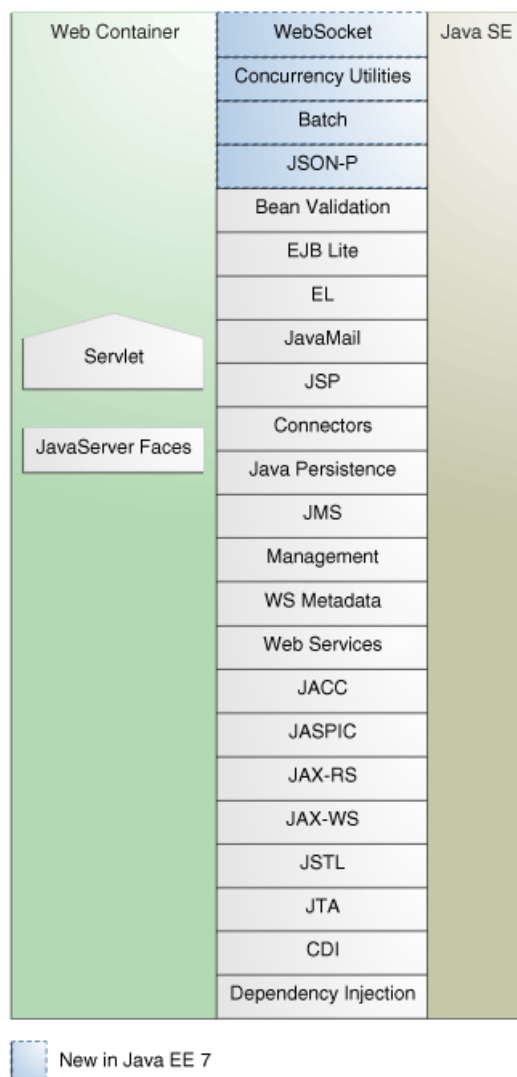 Web Container
WebSocket
Java SE
Concurrency Utilities
Batch
JSON-P
Bean Validation
EJB Lite
EL
JavaMail
Servlet
JSP
Connectors
JavaServer Faces
Java Persistence
JMS
Management
WS Metadata
Web Services
JACC
JASPIC
JAX-RS
JAX-WS
JSTL
JTA
CDI
Dependency Injection
New in Java EE 7